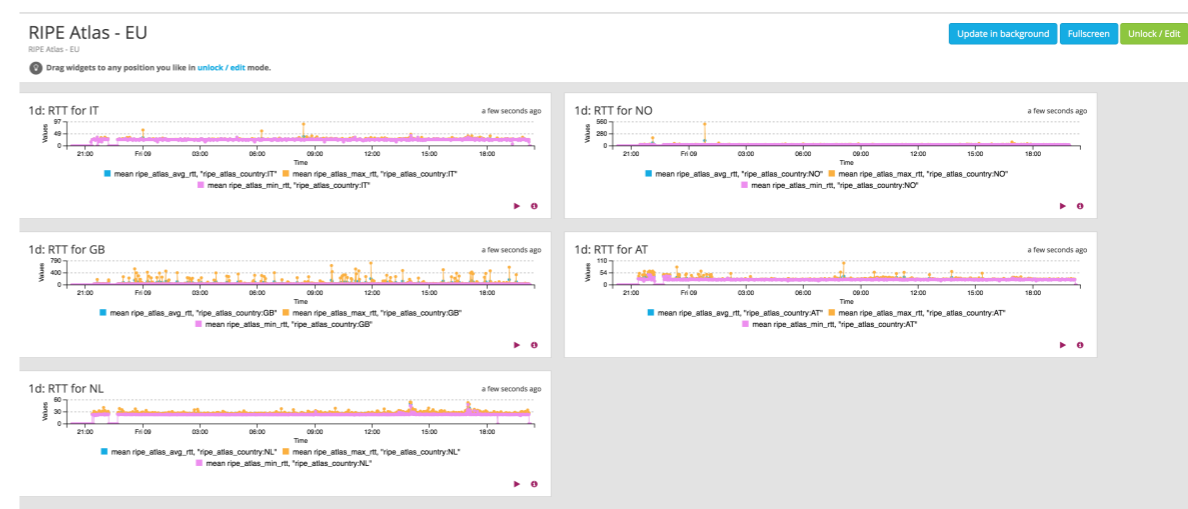 RIPE Atlas - EU
RIPE Atlas - EU
Update in background Fullscreen Unlock / Edit
Drag widgets to any position you like in unlock / edit mode.
1d: RTT for IT
a few seconds ago
97
49
0
Values
21:00 Fri 09 03:00 06:00 09:00 12:00 15:00 18:00
Time
mean ripe_atlas_avg_rtt, "ripe_atlas_country:IT" mean ripe_atlas_max_rtt, "ripe_atlas_country:IT"
mean ripe_atlas_min_rtt, "ripe_atlas_country:IT"
1d: RTT for NO
a few seconds ago
560
280
0
Values
21:00 Fri 09 03:00 06:00 09:00 12:00 15:00 18:00
Time
mean ripe_atlas_avg_rtt, "ripe_atlas_country:NO" mean ripe_atlas_max_rtt, "ripe_atlas_country:NO"
mean ripe_atlas_min_rtt, "ripe_atlas_country:NO"
1d: RTT for GB
a few seconds ago
790
400
0
Values
21:00 Fri 09 03:00 06:00 09:00 12:00 15:00 18:00
Time
mean ripe_atlas_avg_rtt, "ripe_atlas_country:GB" mean ripe_atlas_max_rtt, "ripe_atlas_country:GB"
mean ripe_atlas_min_rtt, "ripe_atlas_country:GB"
1d: RTT for AT
a few seconds ago
110
54
0
Values
21:00 Fri 09 03:00 06:00 09:00 12:00 15:00 18:00
Time
mean ripe_atlas_avg_rtt, "ripe_atlas_country:AT" mean ripe_atlas_max_rtt, "ripe_atlas_country:AT"
mean ripe_atlas_min_rtt, "ripe_atlas_country:AT"
1d: RTT for NL
a few seconds ago
60
30
0
Values
21:00 Fri 09 03:00 06:00 09:00 12:00 15:00 18:00
Time
mean ripe_atlas_avg_rtt, "ripe_atlas_country:NL" mean ripe_atlas_max_rtt, "ripe_atlas_country:NL"
mean ripe_atlas_min_rtt, "ripe_atlas_country:NL"